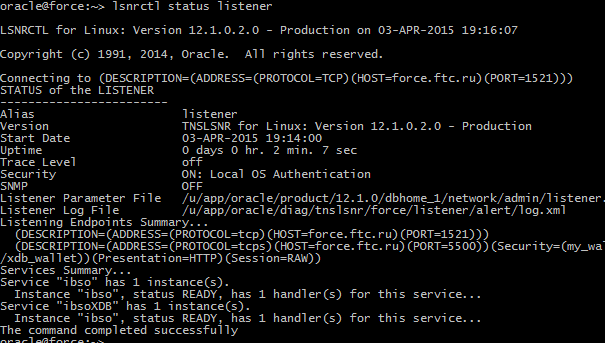 oracle@force:~> lsnrctl status listener
LSNRCTL for Linux: Version 12.1.0.2.0 - Production on 03-APR-2015 19:16:07
Copyright (c) 1991, 2014, Oracle.  All rights reserved.
Connecting to (DESCRIPTION=(ADDRESS=(PROTOCOL=TCP)(HOST=force.ftc.ru)(PORT=1521)))
STATUS of the LISTENER
------------------------
Alias                     listener
Version                   TNSLSNR for Linux: Version 12.1.0.2.0 - Production
Start Date                03-APR-2015 19:14:00
Uptime                    0 days 0 hr. 2 min. 7 sec
Trace Level               off
Security                  ON: Local OS Authentication
SNMP                      OFF
Listener Parameter File   /u/app/oracle/product/12.1.0/dbhome_1/network/admin/listener.
Listener Log File         /u/app/oracle/diag/tnslsnr/force/listener/alert/log.xml
Listening Endpoints Summary...
  (DESCRIPTION=(ADDRESS=(PROTOCOL=tcp)(HOST=force.ftc.ru)(PORT=1521)))
  (DESCRIPTION=(ADDRESS=(PROTOCOL=tcps)(HOST=force.ftc.ru)(PORT=5500))(Security=(my_wal
/xdb_wallet))(Presentation=HTTP)(Session=RAW))
Services Summary...
Service "ibso" has 1 instance(s).
  Instance "ibso", status READY, has 1 handler(s) for this service...
Service "ibsoXDB" has 1 instance(s).
  Instance "ibso", status READY, has 1 handler(s) for this service...
The command completed successfully
oracle@force:~>